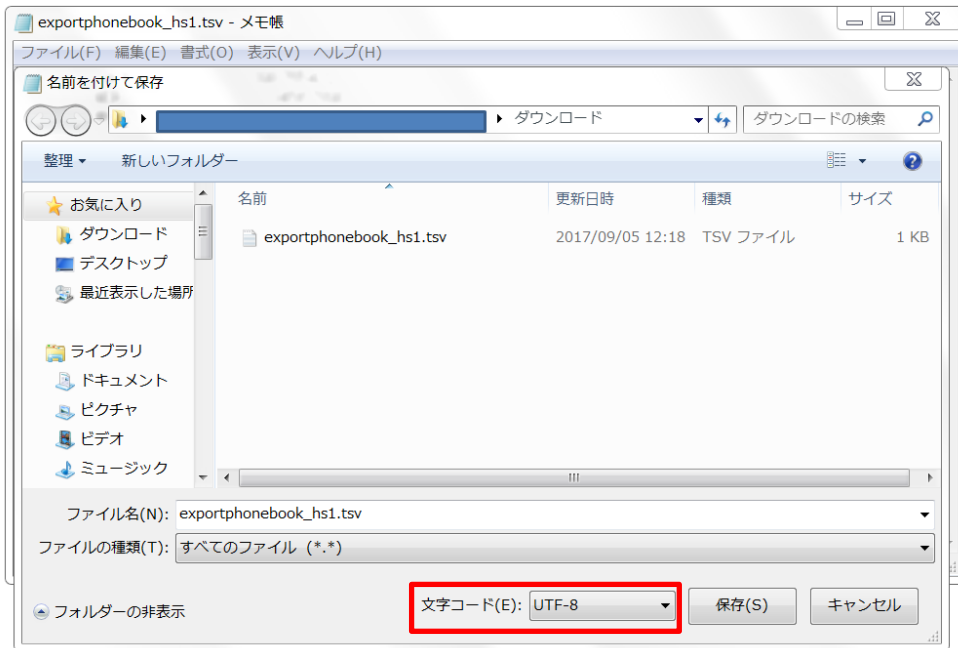 exportphonebook_hs1.tsv - メモ帳
ファイル(F) 編集(E) 書式(O) 表示(V) ヘルプ(H)
名前を付けて保存
ダウンロード ダウンロードの検索
整理 新しいフォルダー
お気に入り
ダウンロード
デスクトップ
最近表示した場所
ライブラリ
ドキュメント
ピクチャ
ビデオ
ミュージック
名前 更新日時 種類 サイズ
exportphonebook_hs1.tsv 2017/09/05 12:18 TSV ファイル 1 KB
ファイル名(N): exportphonebook_hs1.tsv
ファイルの種類(T): すべてのファイル (*.*)
フォルダーの非表示 文字コード(E): UTF-8 保存(S) キャンセル